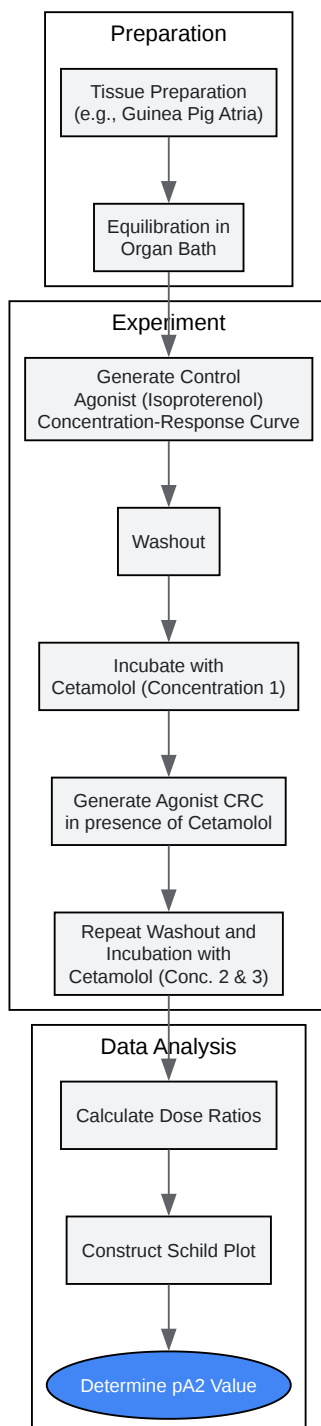 Preparation
Tissue Preparation
(e.g., Guinea Pig Atria)
Equilibration in
Organ Bath
Experiment
Generate Control
Agonist (Isoproterenol)
Concentration-Response Curve
Washout
Incubate with
Cetamolol (Concentration 1)
Generate Agonist CRC
in presence of Cetamolol
Repeat Washout and
Incubation with
Cetamolol (Conc. 2 & 3)
Data Analysis
Calculate Dose Ratios
Construct Schild Plot
Determine pA2 Value